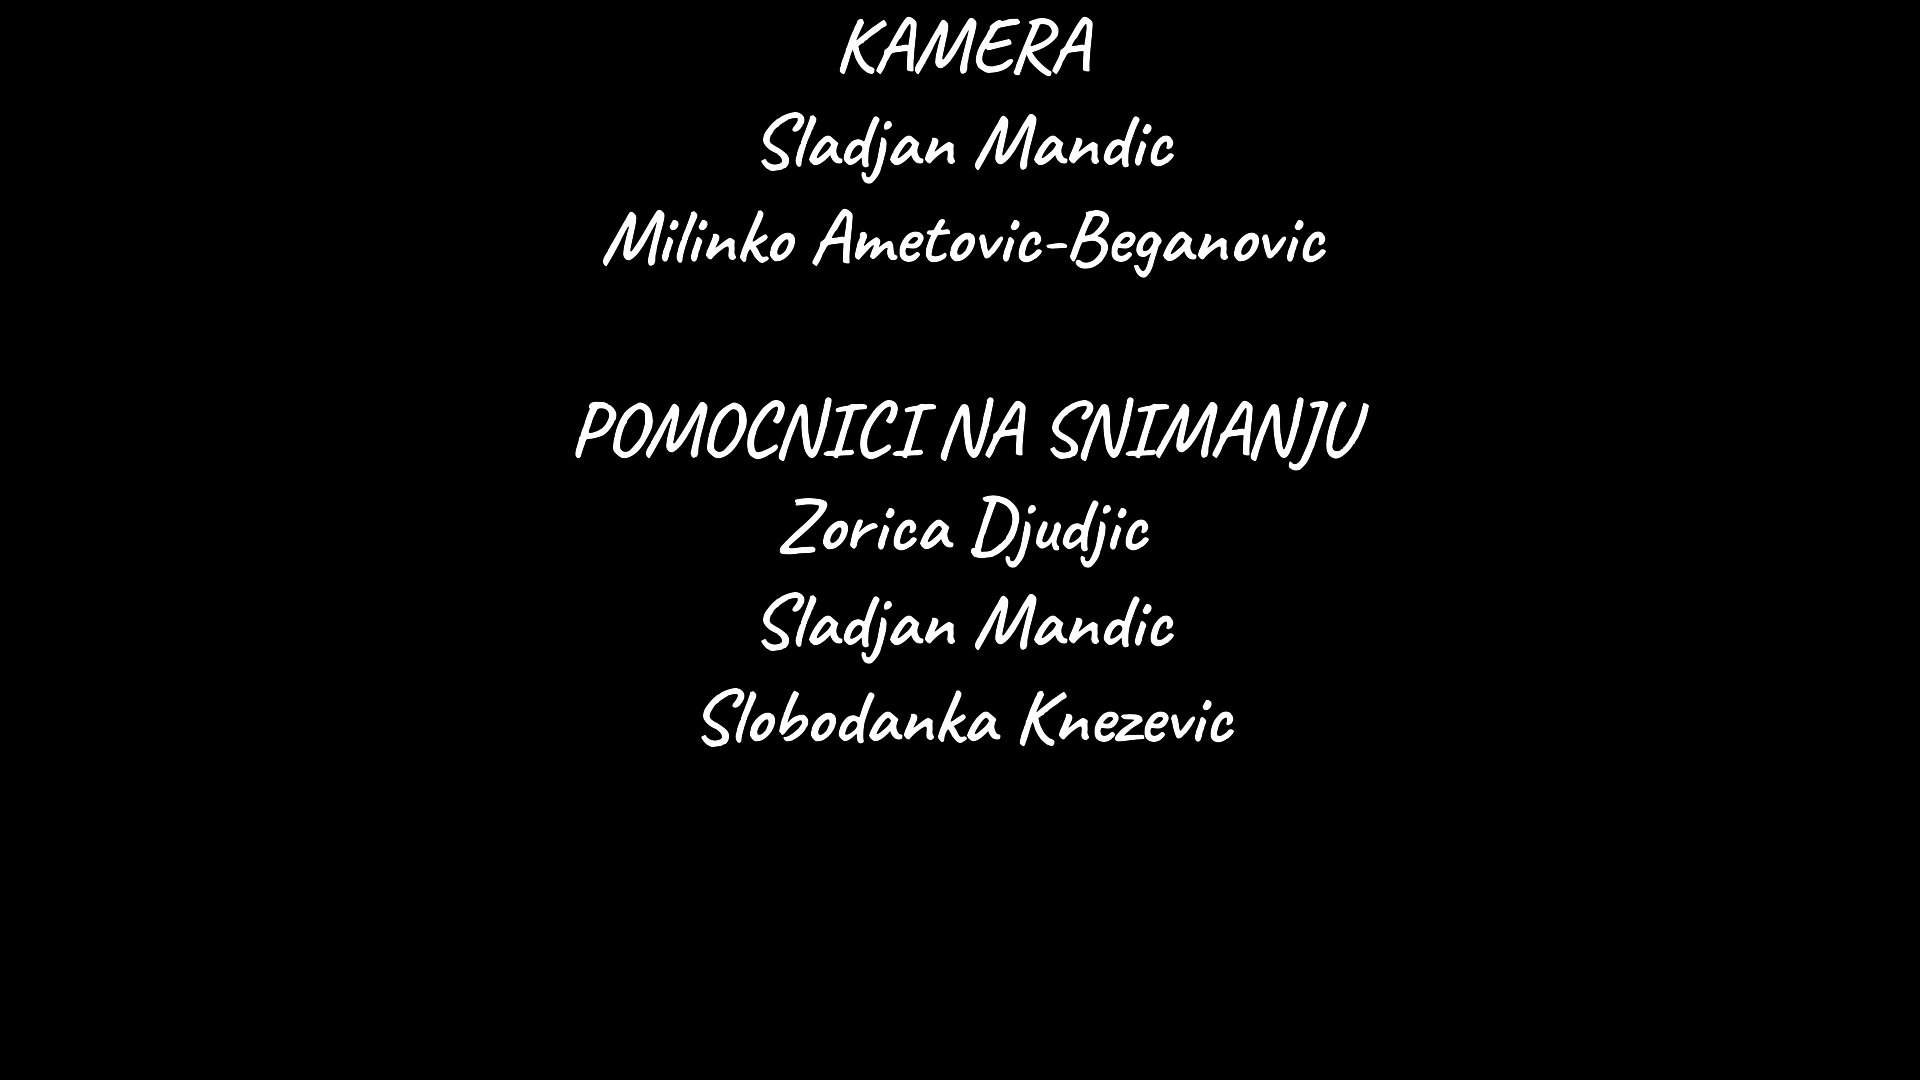 KAMERA
Sladjan Mandic
Milinko Ametovic-Beganovic
POMOCNICI NA SNIMANJU
Zorica Djudjic
Sladjan Mandic
Slobodanka Knezevic